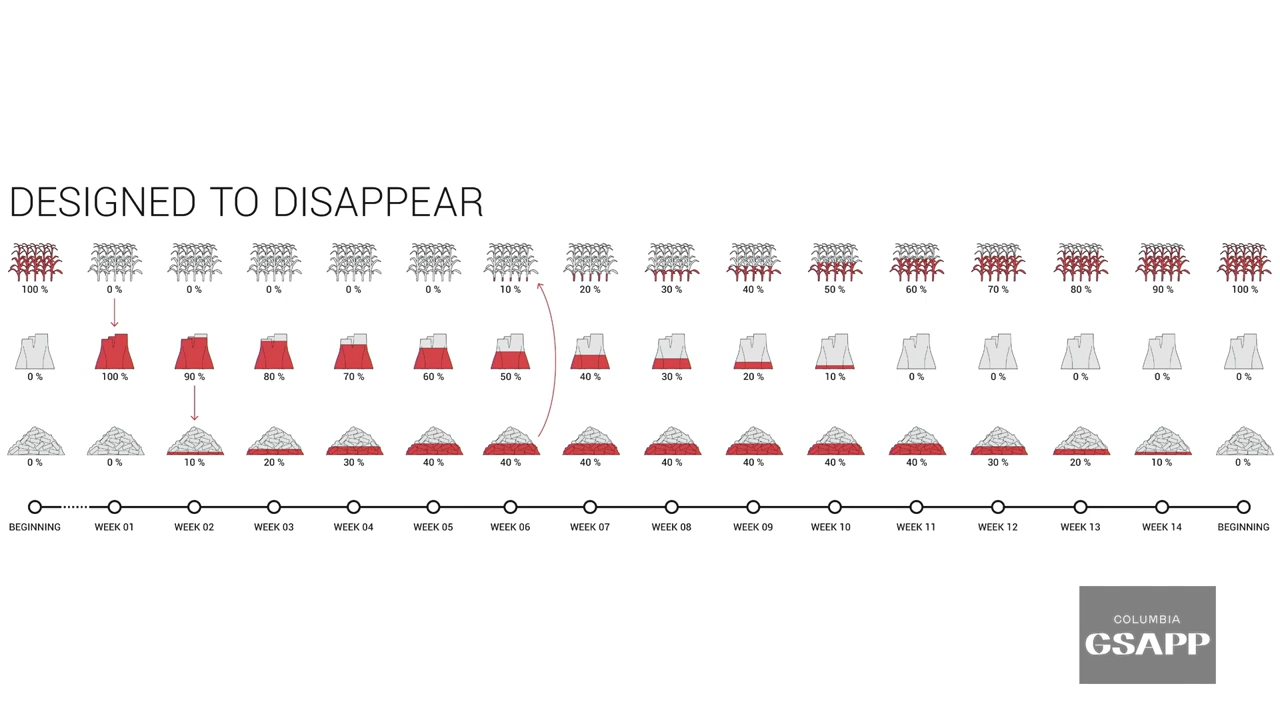 DESIGNED TO DISAPPEAR
100 % 0 % 0 % 0 % 0 % 0 % 10 % 20 % 30 % 40 % 50 % 60 % 70 % 80 % 90 % 100 %
0 % 100 % 90 % 80 % 70 % 60 % 50 % 40 % 30 % 20 % 10 % 0 % 0 % 0 % 0 % 0 %
0 % 0 % 10 % 20 % 30 % 40 % 40 % 40 % 40 % 40 % 40 % 40 % 30 % 20 % 10 % 0 %
BEGINNING WEEK 01 WEEK 02 WEEK 03 WEEK 04 WEEK 05 WEEK 06 WEEK 07 WEEK 08 WEEK 09 WEEK 10 WEEK 11 WEEK 12 WEEK 13 WEEK 14 BEGINNING
COLUMBIA
GSAPP